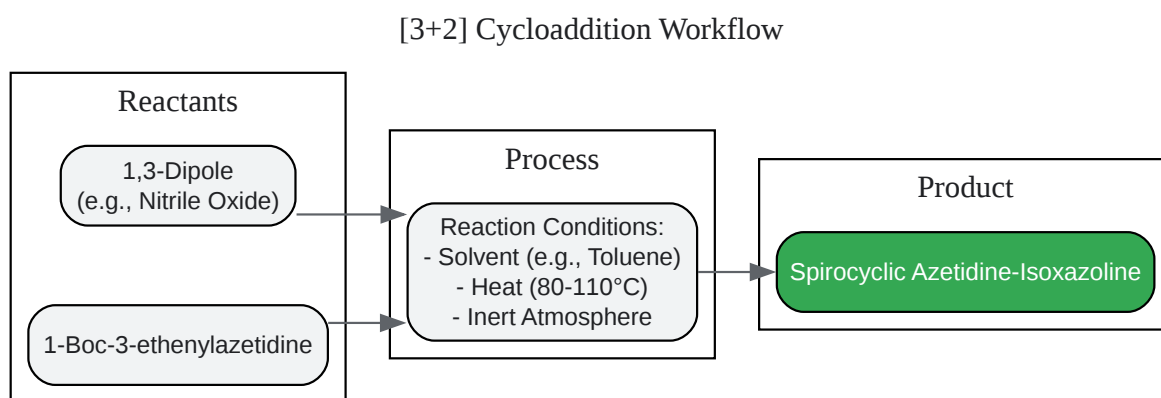 [3+2] Cycloaddition Workflow
Reactants
1,3-Dipole
(e.g., Nitrile Oxide)
1-Boc-3-ethenylazetidine
Process
Reaction Conditions:
- Solvent (e.g., Toluene)
- Heat (80-110°C)
- Inert Atmosphere
Product
Spirocyclic Azetidine-Isoxazoline